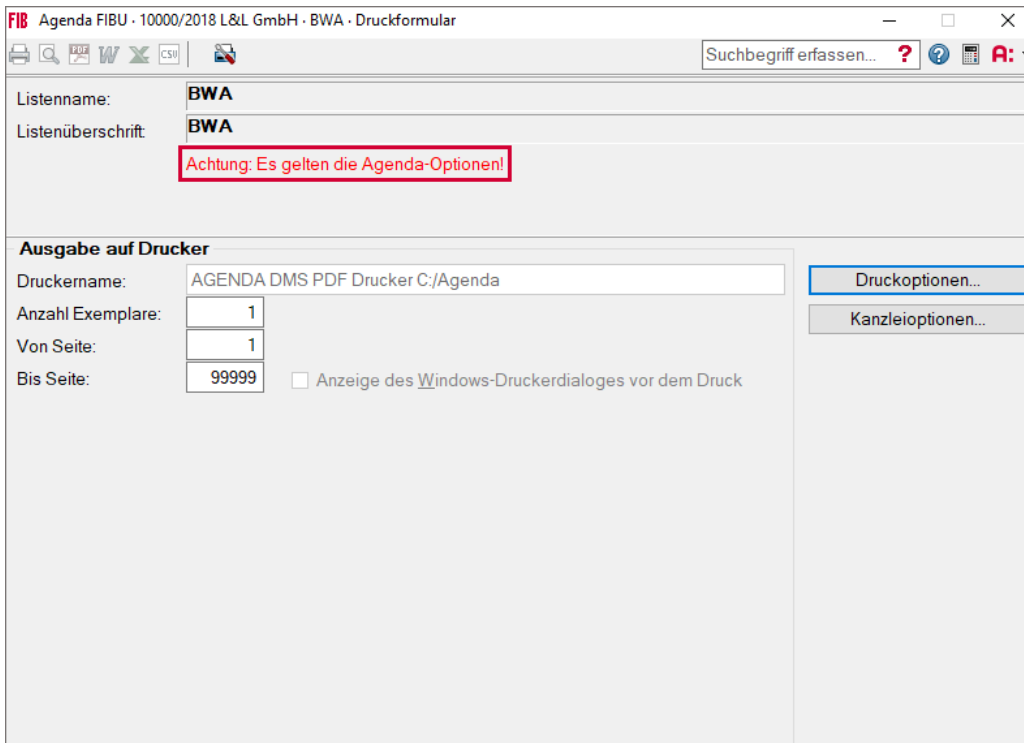 FIB Agenda FIBU · 10000/2018 L&L GmbH · BWA · Druckformular
PDF W X CSV Suchbegriff erfassen... ? ? A:
Listenname: BWA
Listenüberschrift: BWA
Achtung: Es gelten die Agenda-Optionen!
Ausgabe auf Drucker
Druckername: AGENDA DMS PDF Drucker C:/Agenda Druckoptionen...
Anzahl Exemplare: 1 Kanzleioptionen...
Von Seite: 1
Bis Seite: 99999 Anzeige des Windows-Druckerdialoges vor dem Druck